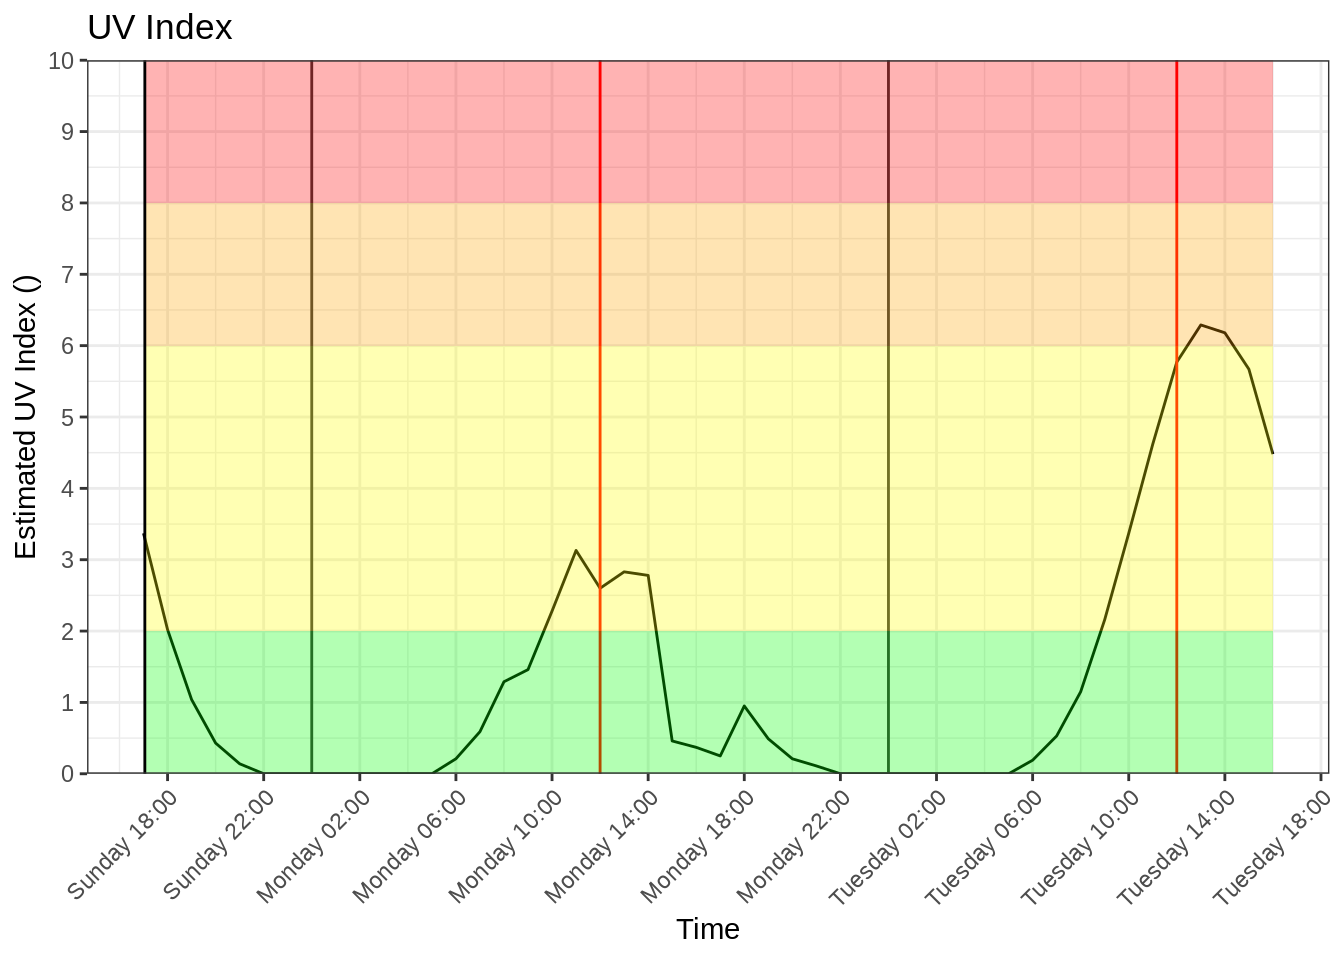 UV Index
Estimated UV Index ()
10
9
8
7
6
5
4
3
2
1
0
Sunday 18:00
Sunday 22:00
Monday 02:00
Monday 06:00
Monday 10:00
Monday 14:00
Monday 18:00
Monday 22:00
Tuesday 02:00
Tuesday 06:00
Tuesday 10:00
Tuesday 14:00
Tuesday 18:00
Time